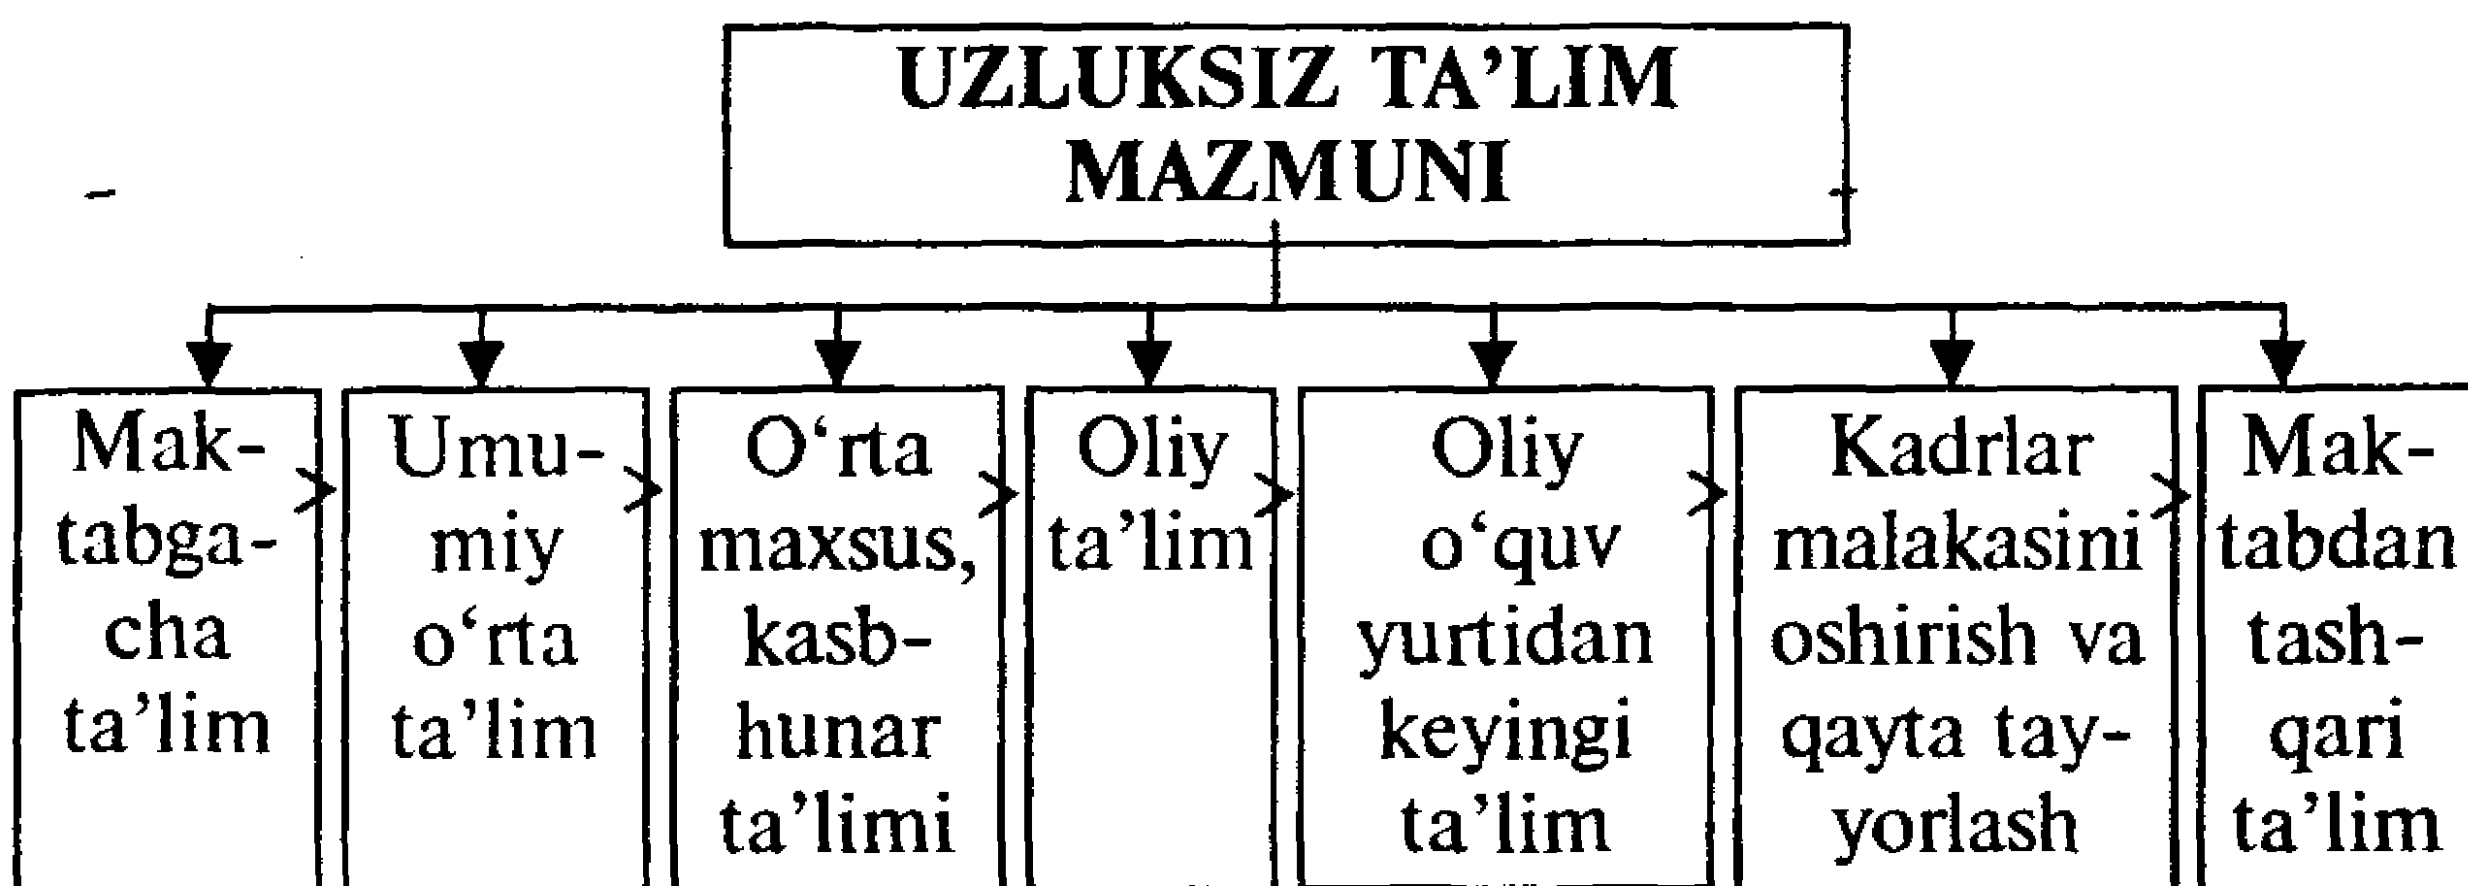 UZLUKSIZ TA’LIM
MAZMUNI
Mak-
tabga-
cha
ta’lim
Umu-
miy
o‘rta
ta’lim
O‘rta
maxsus,
kasb-
hunar
ta’limi
Oliy
ta’lim
Oliy
o‘quv
yurtidan
keyingi
ta’lim
Kadrlar
malakasini
oshirish va
qayta tay-
yorlash
Mak-
tabdan
tash-
qari
ta’lim